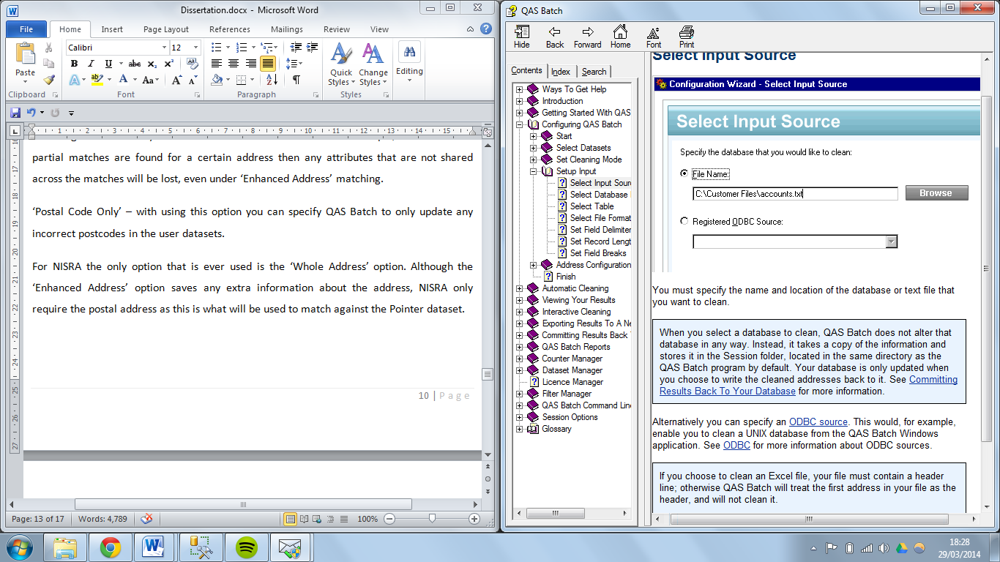 Dissertation.docx - Microsoft Word
File Home Insert Page Layout References Mailings Review View
Calibri 12
Paste
Quick Styles
Change Styles
Editing
Clipboard Font Paragraph Styles
1 2 3 4 5 6 7 8 9 10 11 12 13 14 15
partial matches are found for a certain address then any attributes that are not shared
across the matches will be lost, even under ‘Enhanced Address’ matching.
‘Postal Code Only’ – with using this option you can specify QAS Batch to only update any
incorrect postcodes in the user datasets.
For NISRA the only option that is ever used is the ‘Whole Address’ option. Although the
‘Enhanced Address’ option saves any extra information about the address, NISRA only
require the postal address as this is what will be used to match against the Pointer dataset.
10 | Page
Page: 13 of 17 Words: 4,789 100%
QAS Batch
Hide Back Forward Home Font Print
Contents Index Search
Ways To Get Help
Introduction
Getting Started With QAS
Configuring QAS Batch
Start
Select Datasets
Set Cleaning Mode
Setup Input
Select Input Sour
Select Database
Select Table
Select File Format
Set Field Delimiter
Set Record Lengt
Set Field Breaks
Address Configuration
Finish
Automatic Cleaning
Viewing Your Results
Interactive Cleaning
Exporting Results To A Ne
Committing Results Back
QAS Batch Reports
Counter Manager
Dataset Manager
Licence Manager
Filter Manager
QAS Batch Command Line
Session Options
Glossary
Select Input Source
Configuration Wizard - Select Input Source
Select Input Source
Specify the database that you would like to clean:
File Name:
C:\Customer Files\accounts.txt
Browse
Registered ODBC Source:
You must specify the name and location of the database or text file that
you want to clean.
When you select a database to clean, QAS Batch does not alter that
database in any way. Instead, it takes a copy of the information and
stores it in the Session folder, located in the same directory as the
QAS Batch program by default. Your database is only updated when
you choose to write the cleaned addresses back to it. See Committing
Results Back To Your Database for more information.
Alternatively you can specify an ODBC source. This would, for example,
enable you to clean a UNIX database from the QAS Batch Windows
application. See ODBC for more information about ODBC sources.
If you choose to clean an Excel file, your file must contain a header
line; otherwise QAS Batch will treat the first address in your file as the
header, and will not clean it.
18:28
29/03/2014